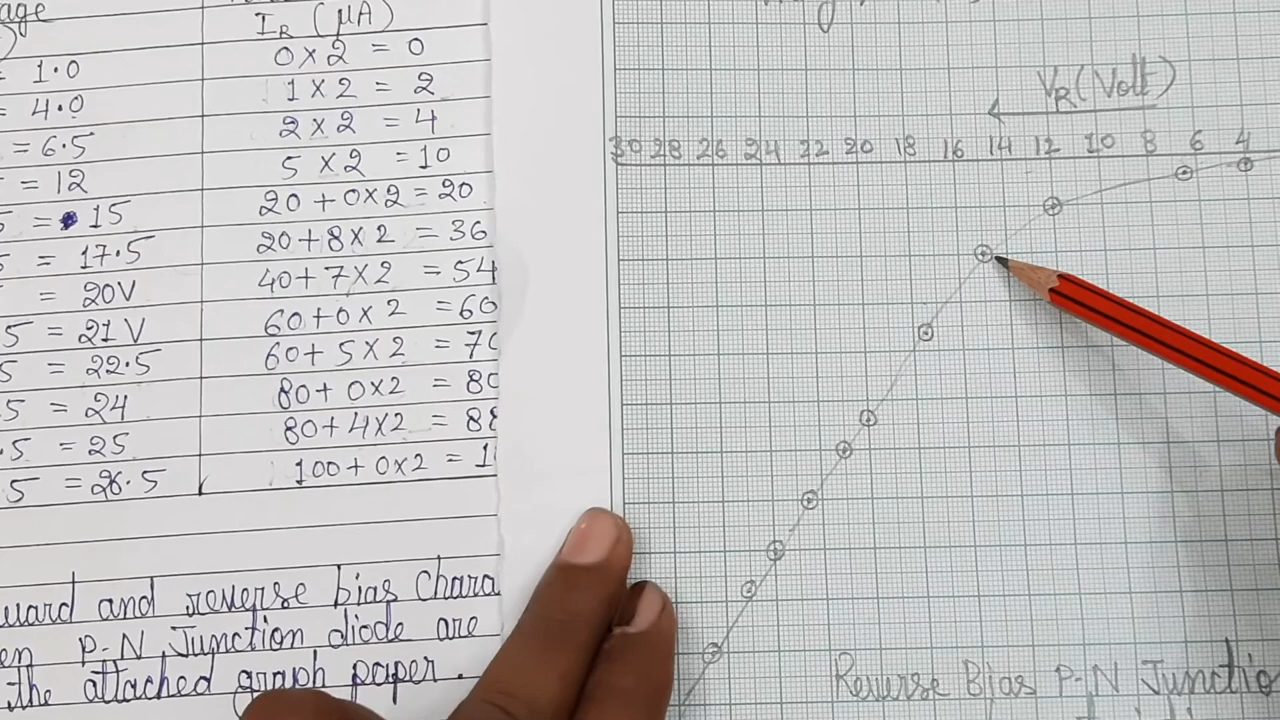 age
I_R (μA)
)
0×2 = 0
= 1.0
1×2 = 2
= 4.0
2×2 = 4
= 6.5
5×2 = 10
= 12
20+0×2 = 20
5 = 15
20+8×2 = 36
5 = 17.5
40+7×2 = 54
= 20V
60+0×2 = 60
5 = 21V
60+5×2 = 70
5 = 22.5
80+0×2 = 80
.5 = 24
80+4×2 = 88
.5 = 25
100+0×2 = 1
5 = 26.5
ward and reverse bias chara
en P-N Junction diode are
the attached graph paper.
V_R (Volt)
30 28 26 24 22 20 18 16 14 12 10 8 6 4
Reverse Bias P-N Junctio